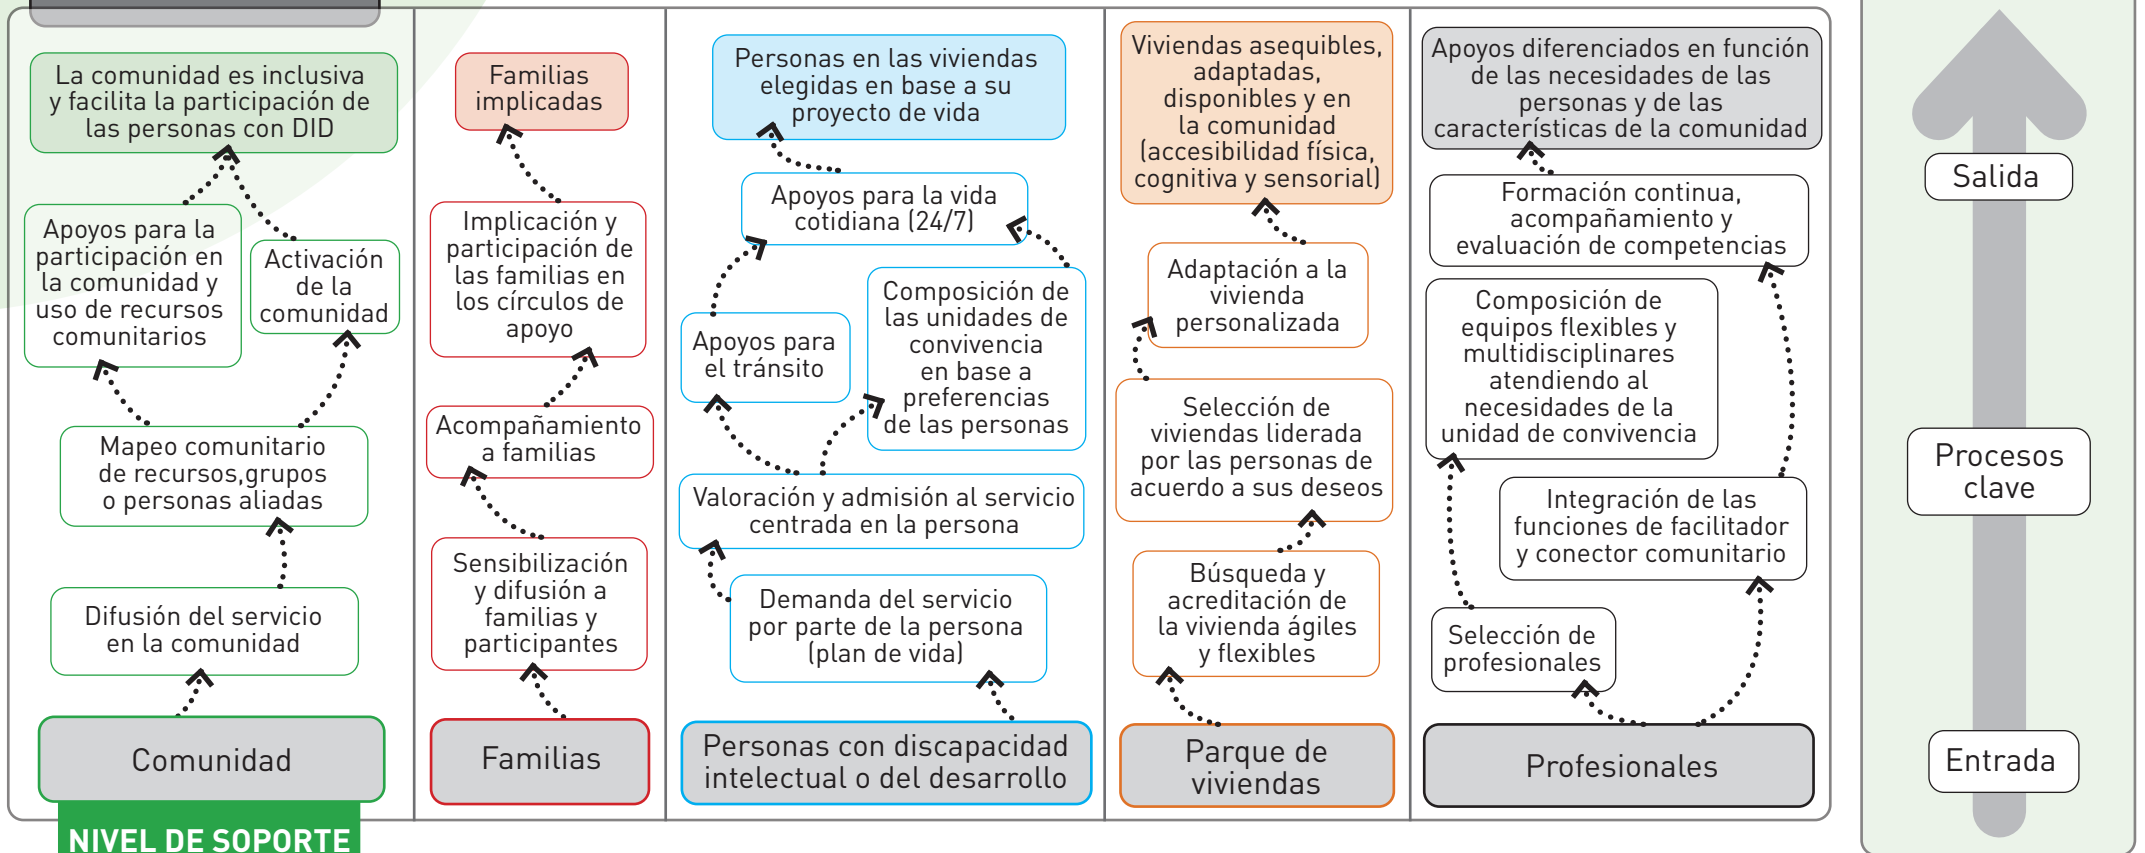 La comunidad es inclusiva
y facilita la participación de
las personas con DID
Apoyos para la
participación en
la comunidad y
uso de recursos
comunitarios
Activación
de la
comunidad
Mapeo comunitario
de recursos,grupos
o personas aliadas
Difusión del servicio
en la comunidad
Comunidad
NIVEL DE SOPORTE
Familias
implicadas
Implicación y
participación de
las familias en
los círculos de
apoyo
Acompañamiento
a familias
Sensibilización
y difusión a
familias y
participantes
Familias
Personas en las viviendas
elegidas en base a su
proyecto de vida
Apoyos para la vida
cotidiana (24/7)
Apoyos para
el tránsito
Composición de
las unidades de
convivencia
en base a
preferencias
de las personas
Valoración y admisión al servicio
centrada en la persona
Demanda del servicio
por parte de la persona
(plan de vida)
Personas con discapacidad
intelectual o del desarrollo
Viviendas asequibles,
adaptadas,
disponibles y en
la comunidad
(accesibilidad física,
cognitiva y sensorial)
Adaptación a la
vivienda
personalizada
Selección de
viviendas liderada
por las personas de
acuerdo a sus deseos
Búsqueda y
acreditación de
la vivienda ágiles
y flexibles
Parque de
viviendas
Apoyos diferenciados en función
de las necesidades de las
personas y de las
características de la comunidad
Formación continua,
acompañamiento y
evaluación de competencias
Composición de
equipos flexibles y
multidisciplinares
atendiendo al
necesidades de la
unidad de convivencia
Integración de las
funciones de facilitador
y conector comunitario
Selección de
profesionales
Profesionales
Salida
Procesos
clave
Entrada